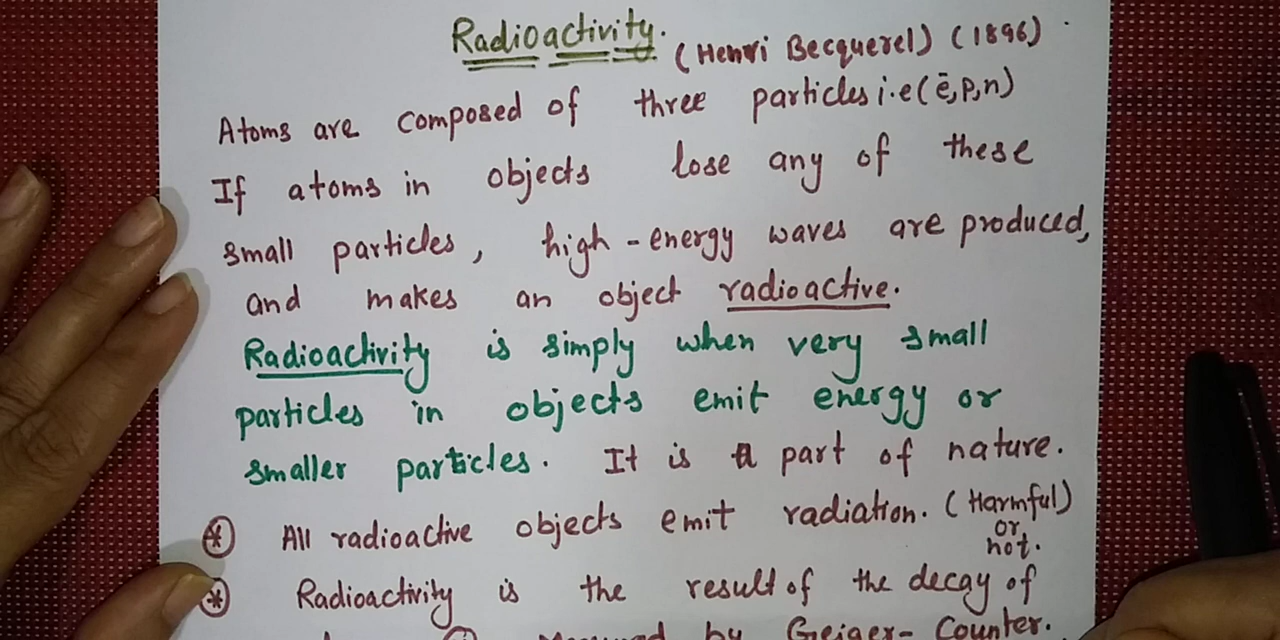 Radioactivity. (Henri Becquerel) (1896)
Atoms are composed of three particles i.e(ē,p,n)
If atoms in objects lose any of these
small particles, high-energy waves are produced,
and makes an object radioactive.
Radioactivity is simply when very small
particles in objects emit energy or
smaller particles. It is a part of nature.
* All radioactive objects emit radiation. (Harmful)
or
not.
* Radioactivity is the result of the decay of
by Geiger-Counter.